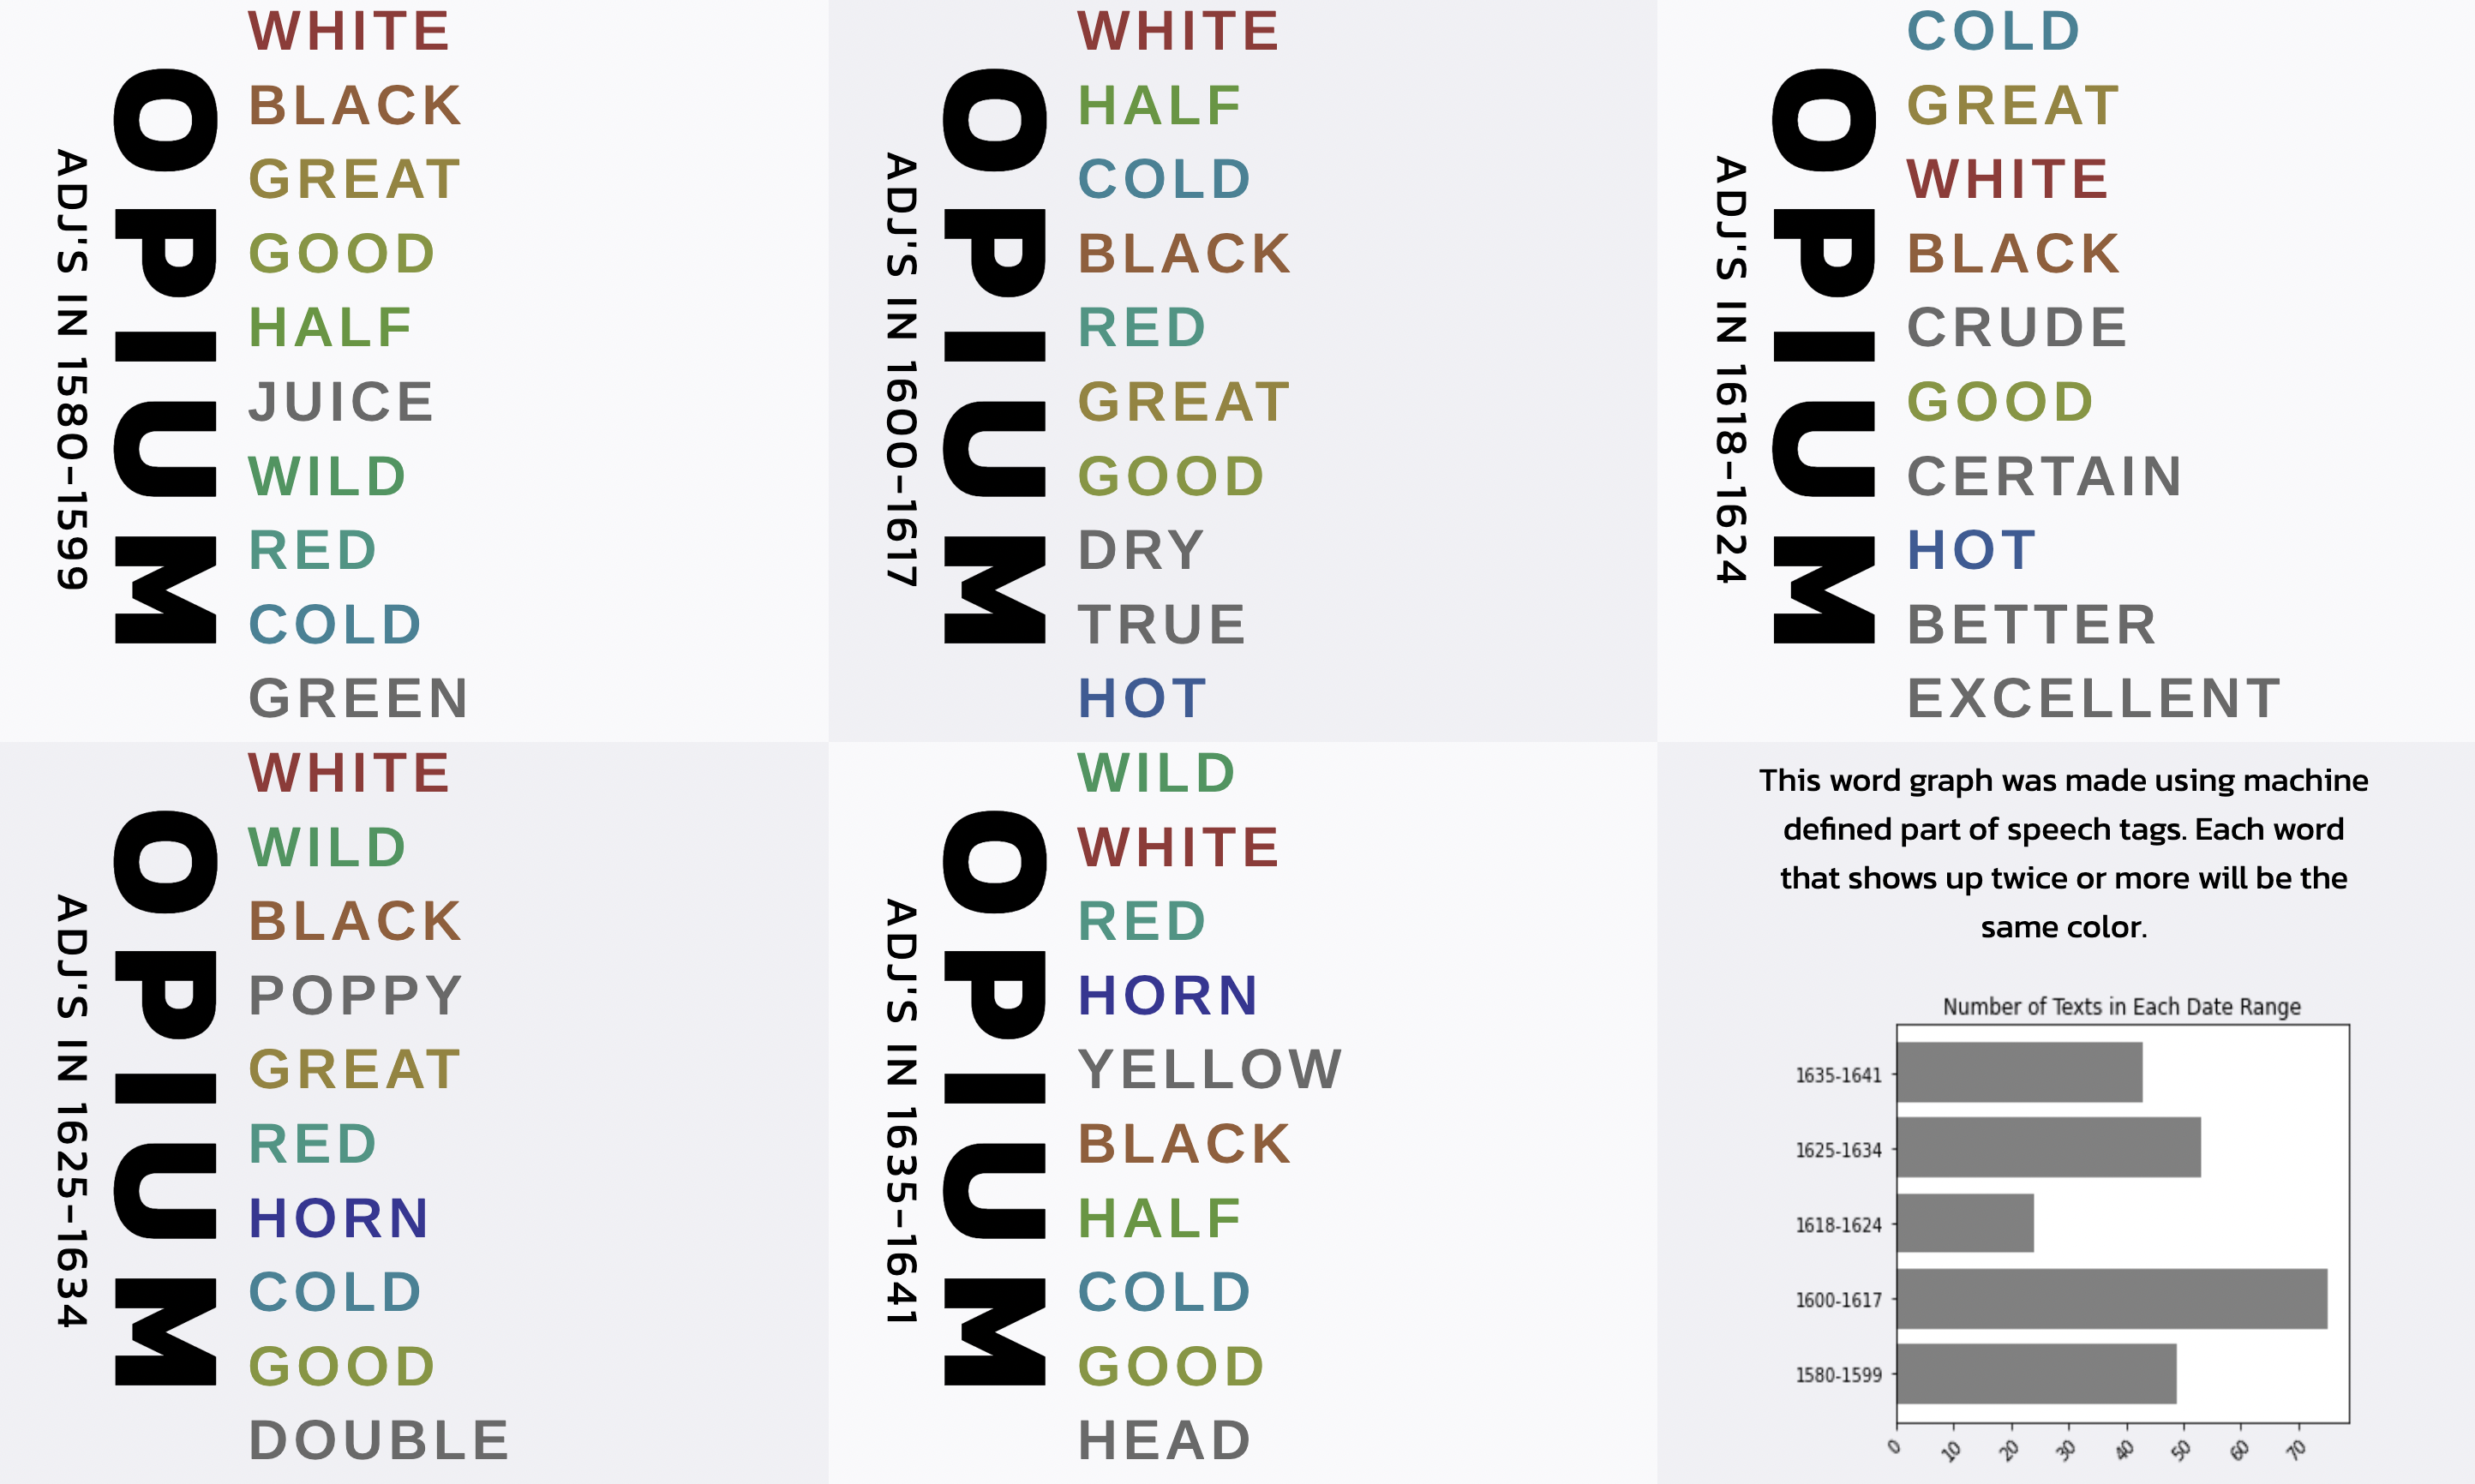 ADJ'S IN 1580-1599
OPIUM
WHITE
BLACK
GREAT
GOOD
HALF
JUICE
WILD
RED
COLD
GREEN
ADJ'S IN 1600-1617
OPIUM
WHITE
HALF
COLD
BLACK
RED
GREAT
GOOD
DRY
TRUE
HOT
ADJ'S IN 1618-1624
OPIUM
COLD
GREAT
WHITE
BLACK
CRUDE
GOOD
CERTAIN
HOT
BETTER
EXCELLENT
ADJ'S IN 1625-1634
OPIUM
WHITE
WILD
BLACK
POPPY
GREAT
RED
HORN
COLD
GOOD
DOUBLE
ADJ'S IN 1635-1641
OPIUM
WILD
WHITE
RED
HORN
YELLOW
BLACK
HALF
COLD
GOOD
HEAD
This word graph was made using machine
defined part of speech tags. Each word
that shows up twice or more will be the
same color.
Number of Texts in Each Date Range
1635-1641
1625-1634
1618-1624
1600-1617
1580-1599
0 10 20 30 40 50 60 70